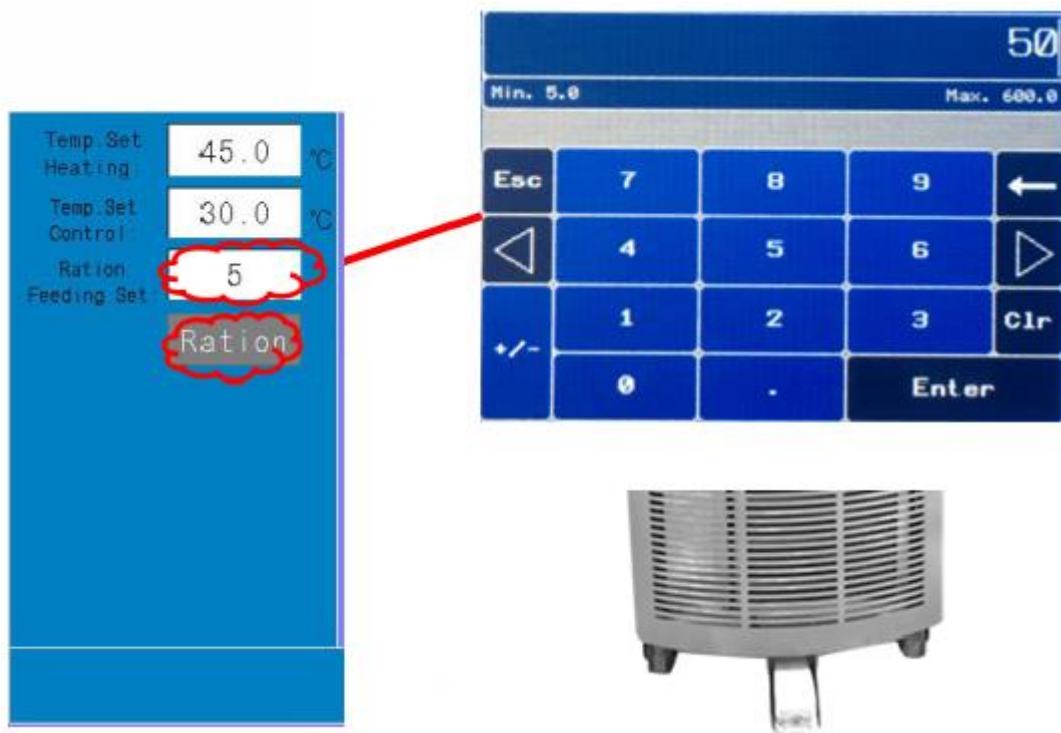 Temp.Set
Heating:
45.0
℃
Temp.Set
Control:
30.0
℃
Ration
Feeding Set:
5
Ration
50
Min. 5.0
Max. 600.0
Esc
7
8
9
←
4
5
6
+/-
1
2
3
Clr
0
.
Enter